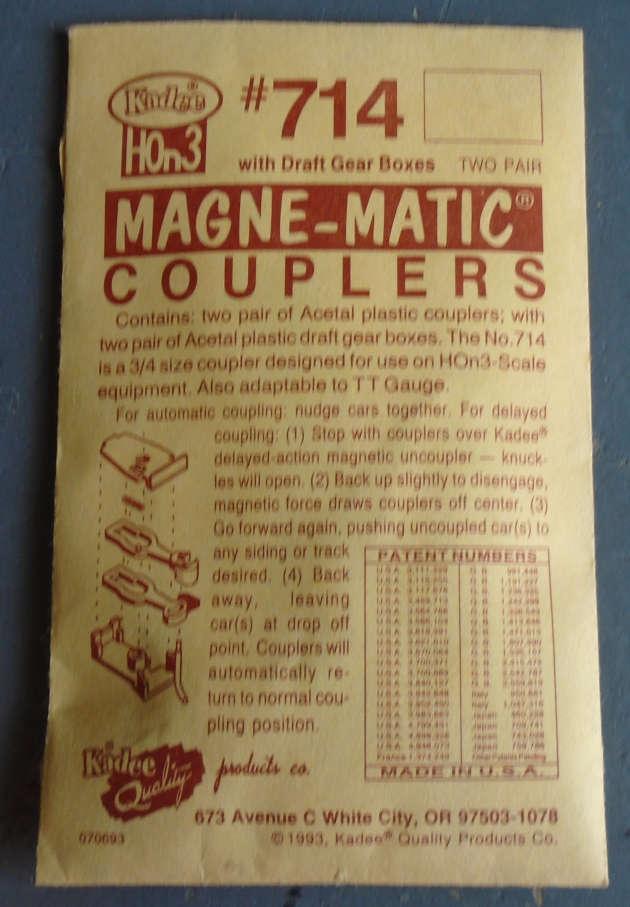 Kadee®
HOn3
#714
with Draft Gear Boxes TWO PAIR
MAGNE-MATIC®
COUPLERS
Contains: two pair of Acetal plastic couplers; with
two pair of Acetal plastic draft gear boxes. The No.714
is a 3/4 size coupler designed for use on HOn3-Scale
equipment. Also adaptable to TT Gauge.
For automatic coupling: nudge cars together. For delayed
coupling: (1) Stop with couplers over Kadee®
delayed-action magnetic uncoupler — knuck-
les will open. (2) Back up slightly to disengage,
magnetic force draws couplers off center. (3)
Go forward again, pushing uncoupled car(s) to
any siding or track
desired. (4) Back
away, leaving
car(s) at drop off
point. Couplers will
automatically re-
turn to normal cou-
pling position.
PATENT NUMBERS
MADE IN U.S.A.
Kadee
Quality
products co.
673 Avenue C White City, OR 97503-1078
070693
©1993, Kadee® Quality Products Co.